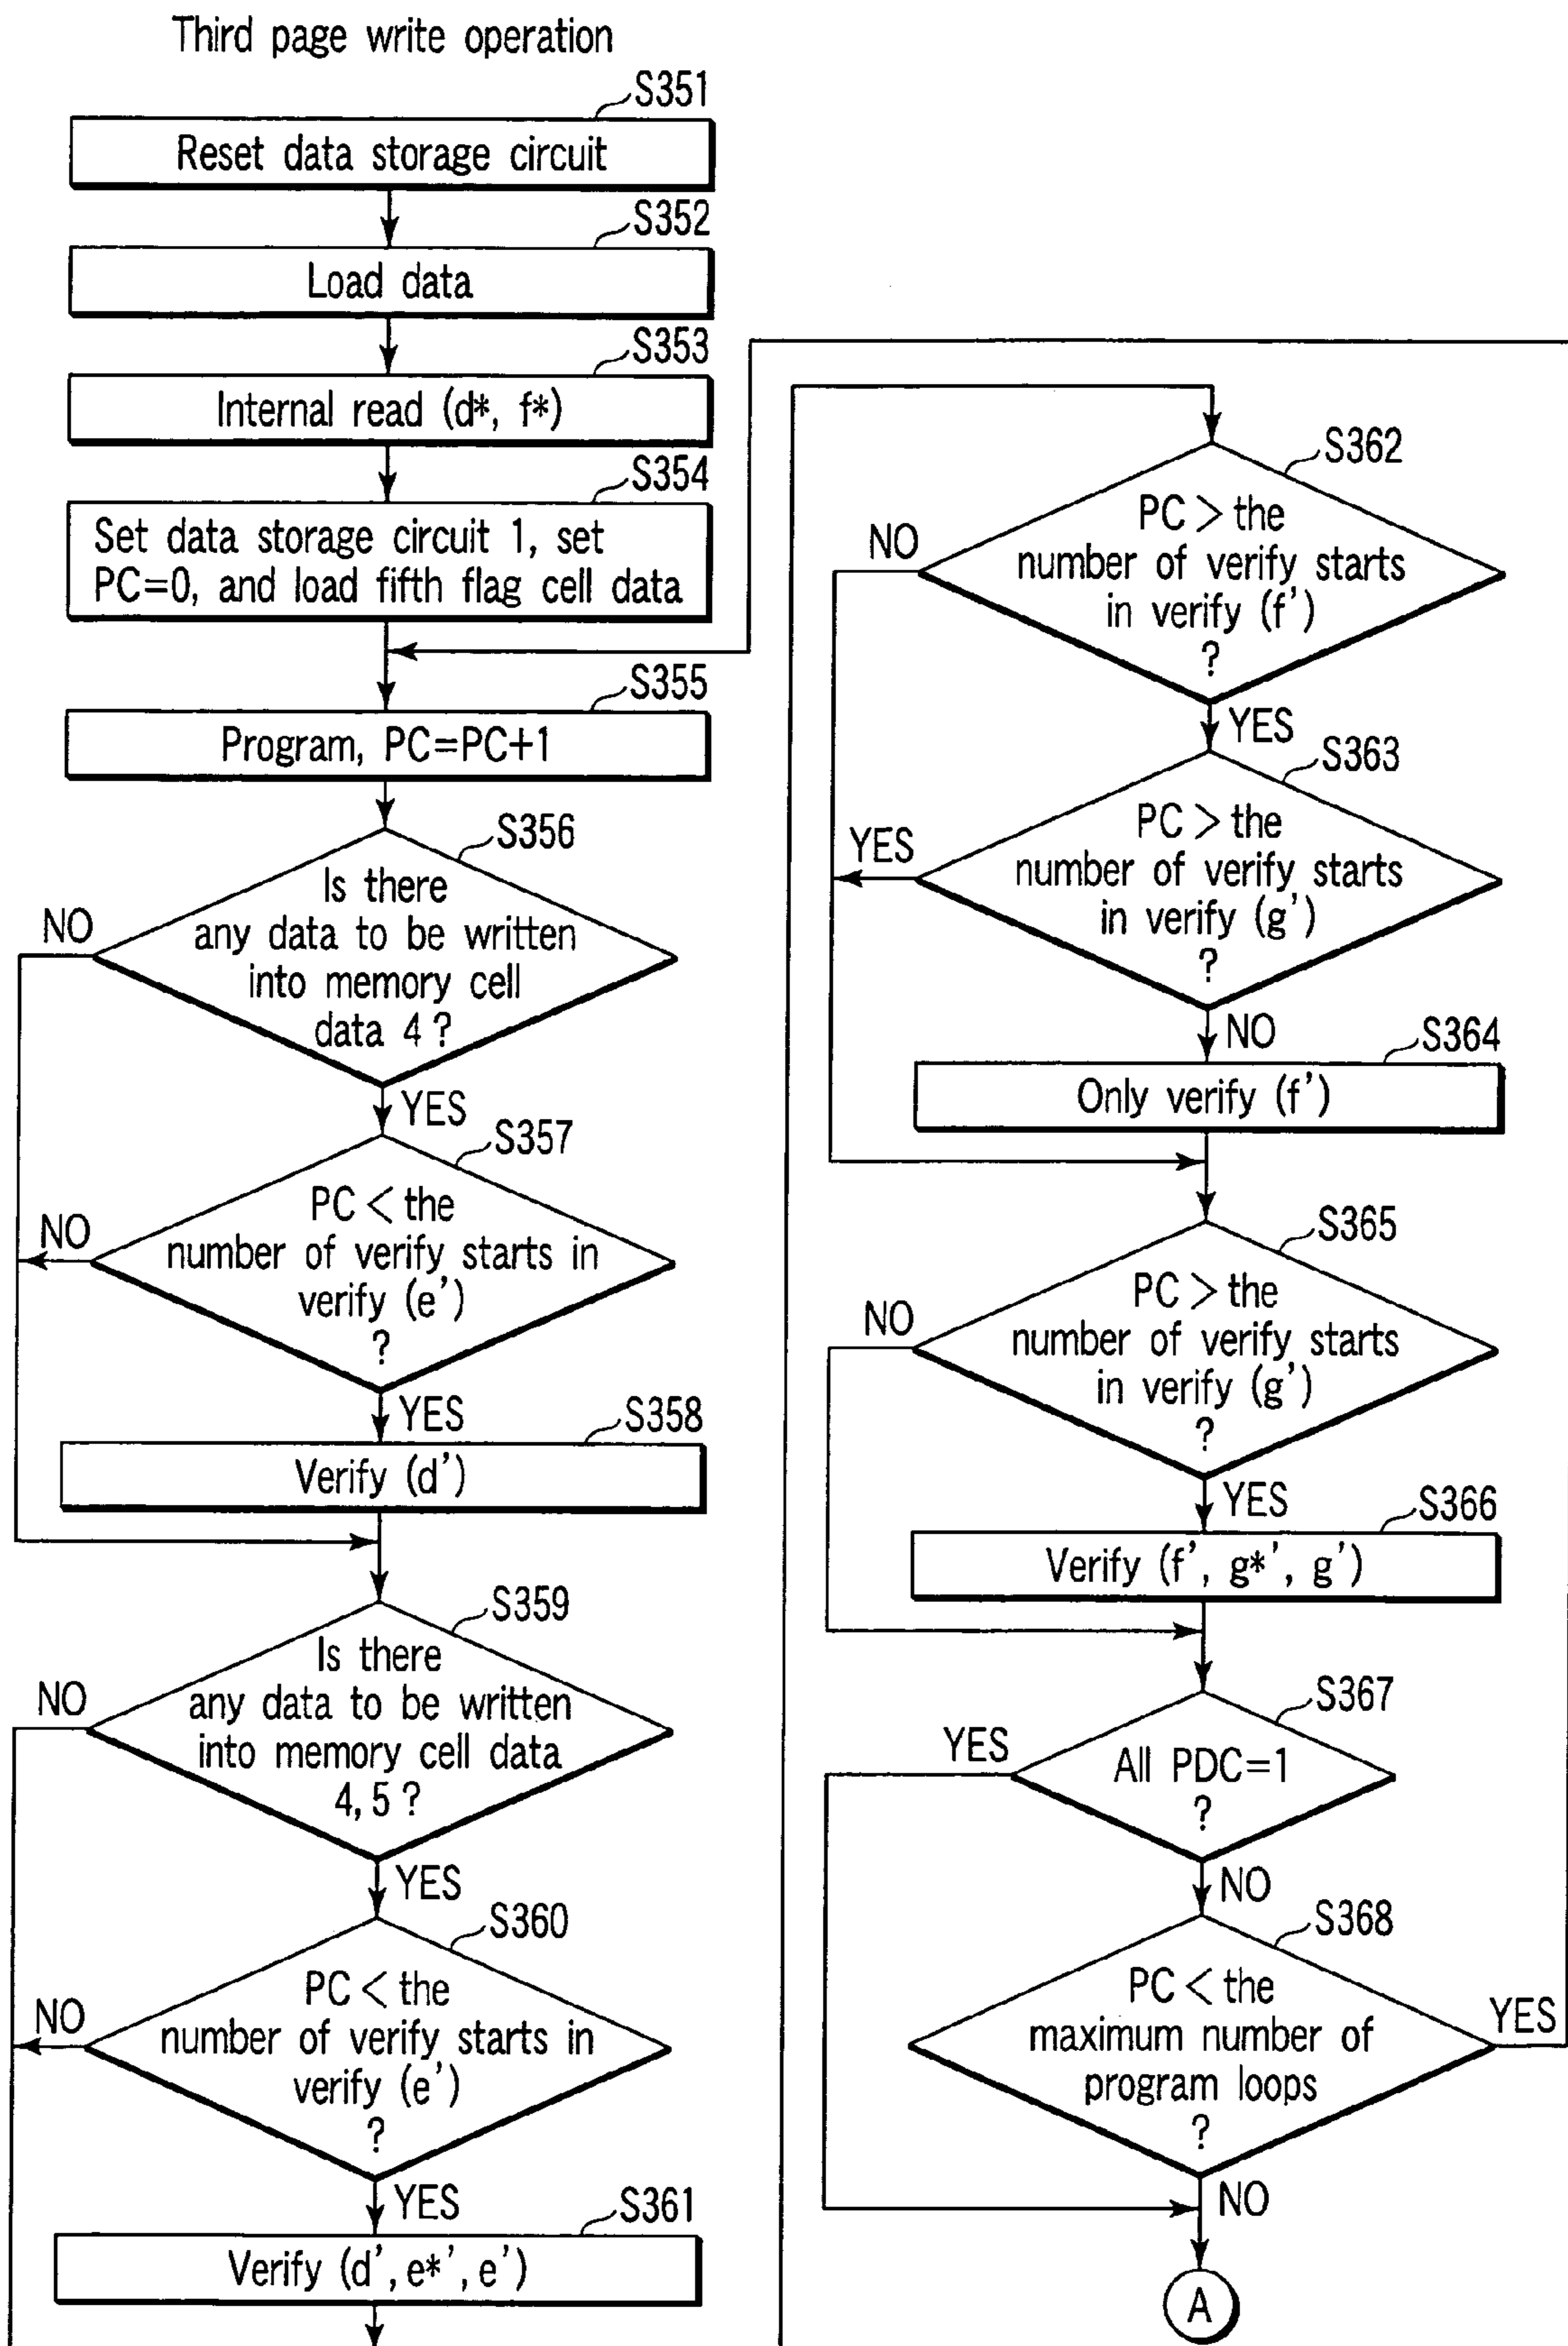 Third page write operation
S351
Reset data storage circuit
S352
Load data
S353
Internal read (d*, f*)
S354
Set data storage circuit 1, set
PC=0, and load fifth flag cell data
S355
Program, PC=PC+1
S356
Is there
any data to be written
into memory cell
data 4 ?
NO
YES
S357
PC < the
number of verify starts in
verify (e')
?
NO
YES
S358
Verify (d')
S359
Is there
any data to be written
into memory cell data
4, 5 ?
NO
YES
S360
PC < the
number of verify starts in
verify (e')
?
NO
YES
S361
Verify (d', e*', e')
S362
PC > the
number of verify starts
in verify (f')
?
NO
YES
S363
PC > the
number of verify starts
in verify (g')
?
YES
NO
S364
Only verify (f')
S365
PC > the
number of verify starts
in verify (g')
?
NO
YES
S366
Verify (f', g*', g')
S367
All PDC=1
?
YES
NO
S368
PC < the
maximum number of
program loops
?
YES
NO
A